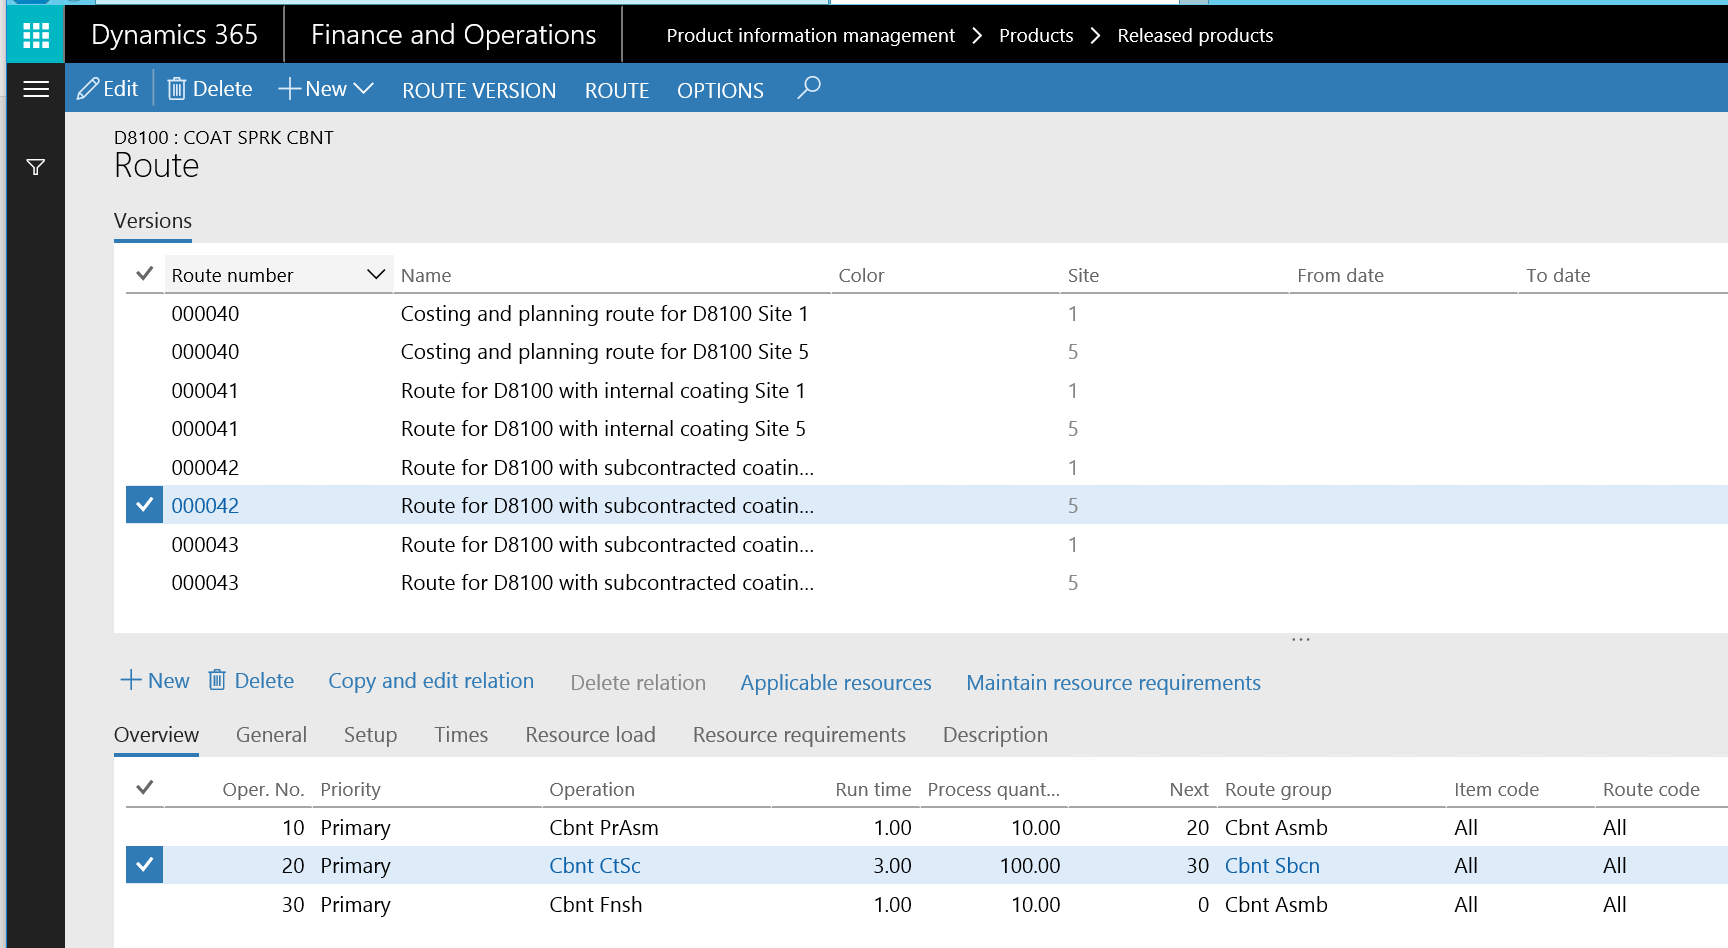 Dynamics 365 Finance and Operations Product information management Products Released products
Edit Delete New ROUTE VERSION ROUTE OPTIONS
D8100 : COAT SPRK CBNT
Route
Versions
Route number Name Color Site From date To date
000040 Costing and planning route for D8100 Site 1 1
000040 Costing and planning route for D8100 Site 5 5
000041 Route for D8100 with internal coating Site 1 1
000041 Route for D8100 with internal coating Site 5 5
000042 Route for D8100 with subcontracted coatin... 1
000042 Route for D8100 with subcontracted coatin... 5
000043 Route for D8100 with subcontracted coatin... 1
000043 Route for D8100 with subcontracted coatin... 5
...
New Delete Copy and edit relation Delete relation Applicable resources Maintain resource requirements
Overview General Setup Times Resource load Resource requirements Description
Oper. No. Priority Operation Run time Process quant... Next Route group Item code Route code
10 Primary Cbnt PrAsm 1.00 10.00 20 Cbnt Asmb All All
20 Primary Cbnt CtSc 3.00 100.00 30 Cbnt Sbcn All All
30 Primary Cbnt Fnsh 1.00 10.00 0 Cbnt Asmb All All